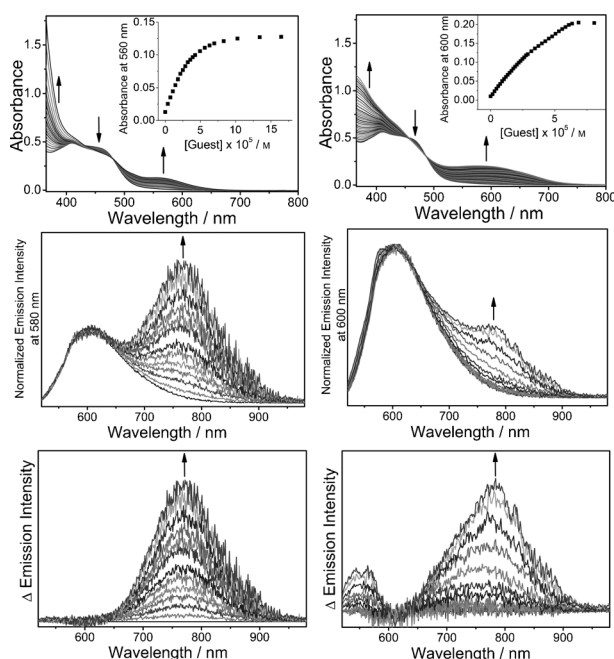 Absorbance
1.5
1.0
0.5
0.0
Absorbance at 560 nm
0.15
0.10
0.05
0.00
0 5 10 15
[Guest] x 10⁵ / M
400 500 600 700 800
Wavelength / nm
Absorbance
1.5
1.0
0.5
0.0
Absorbance at 600 nm
0.20
0.15
0.10
0.05
0.00
0 2 4 6 8
[Guest] x 10⁵ / M
400 500 600 700 800
Wavelength / nm
Normalized Emission Intensity
at 580 nm
600 700 800 900
Wavelength / nm
Normalized Emission Intensity
at 600 nm
600 700 800 900
Wavelength / nm
Δ Emission Intensity
600 700 800 900
Wavelength / nm
Δ Emission Intensity
600 700 800 900
Wavelength / nm